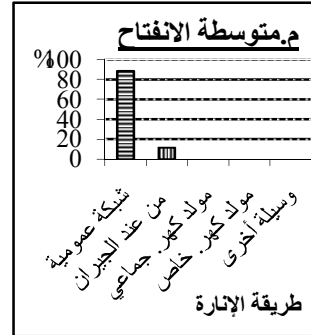 م.متوسطة الانفتاح
%100
80
60
40
20
0
شبكة عمومية
من عند الجيران
مولد كهر. جماعي
مولد كهر. خاص
وسيلة أخرى
طريقة الإنارة